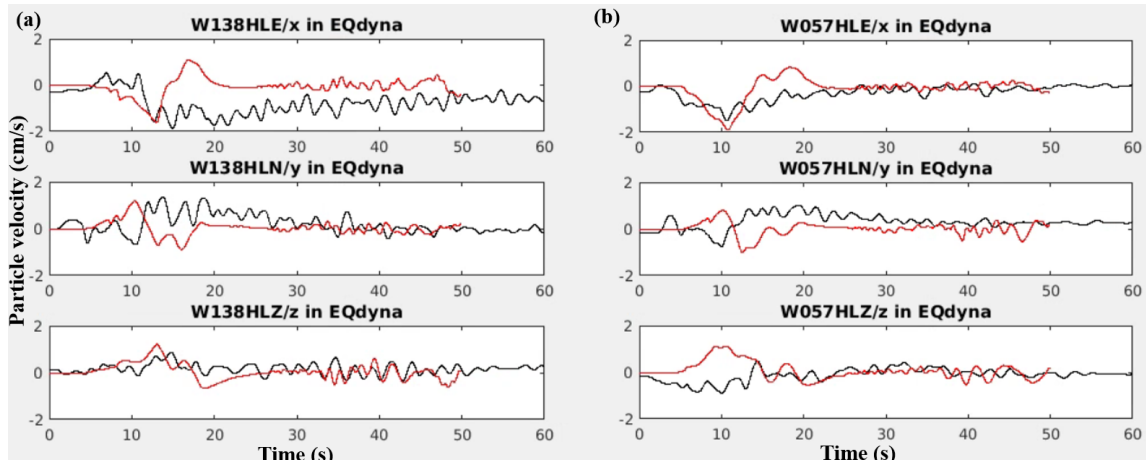 (a)
W138HLE/x in EQdyna
2
0
-2
0 10 20 30 40 50 60
W138HLN/y in EQdyna
2
0
-2
0 10 20 30 40 50 60
W138HLZ/z in EQdyna
2
0
-2
0 10 20 30 40 50 60
Time (s)
Particle velocity (cm/s)
(b)
W057HLE/x in EQdyna
2
0
-2
0 10 20 30 40 50 60
W057HLN/y in EQdyna
2
0
-2
0 10 20 30 40 50 60
W057HLZ/z in EQdyna
2
0
-2
0 10 20 30 40 50 60
Time (s)